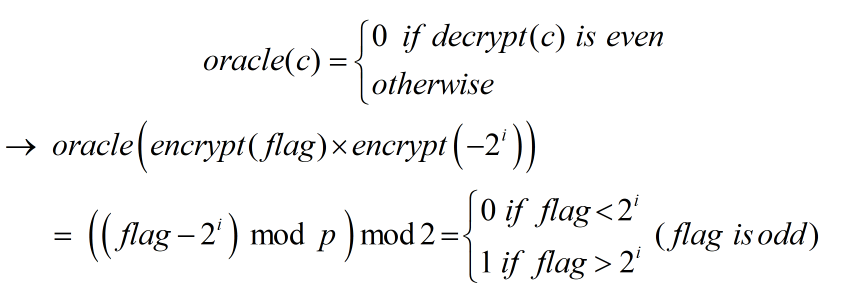 oracle(c) = {0 if decrypt(c) is even
otherwise
→ oracle(encrypt(flag)×encrypt(−2^i))
= ((flag − 2^i) mod p) mod 2 = {0 if flag < 2^i
1 if flag > 2^i (flag is odd)